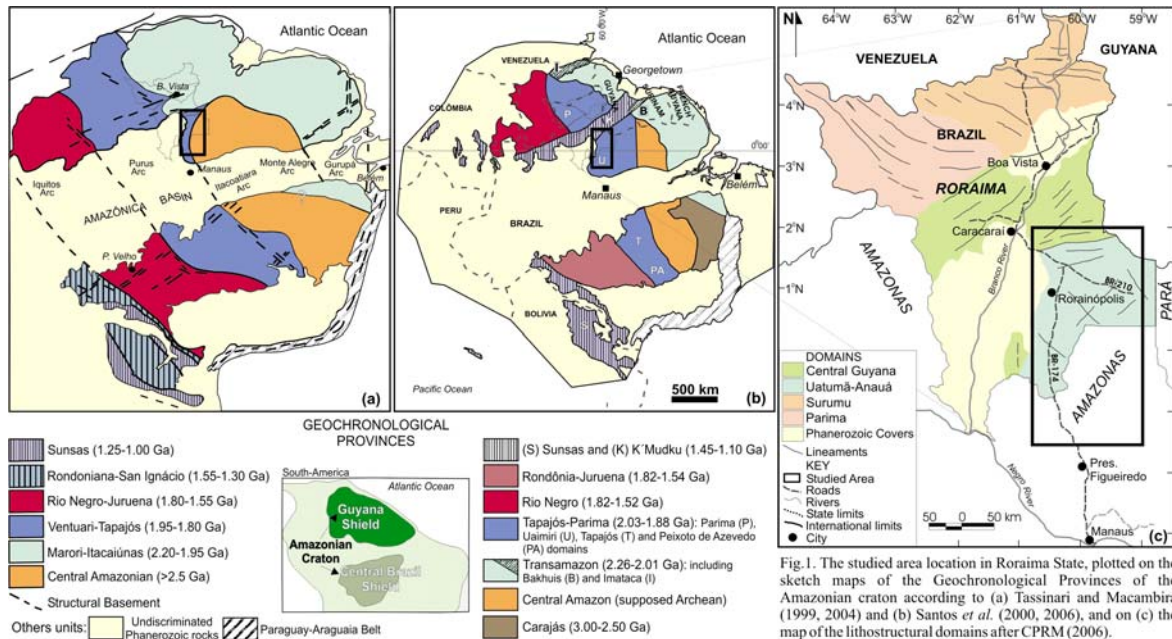 Atlantic Ocean
B. Vista
Purus
Arc
Manaus
Itacoatiara
Arc
Monte Alegre
Arc
Gurupá
Arc
Belém
Iquitos
Arc
AMAZÔNICA BASIN
P. Velho
(a)
Atlantic Ocean
VENEZUELA
Georgetown
COLÔMBIA
GUYANA
SURINAM
FRENCH
GUYANA
P
K
B
I
U
0°00'
Manaus
Belém
PERU
BRAZIL
T
PA
BOLIVIA
S
Pacific Ocean
500 km
(b)
N
64°W
62°W
61°W
60°W
59°W
VENEZUELA
GUYANA
4°N
BRAZIL
Boa Vista
3°N
RORAIMA
2°N
Caracaraí
AMAZONAS
Branco River
BR-210
PARÁ
1°N
Rorainópolis
BR-174
AMAZONAS
DOMAINS
Central Guyana
Uatumã-Anauá
Surumu
Parima
Phanerozoic Covers
Lineaments
KEY
Studied Area
Roads
Rivers
State limits
International limits
City
Negro River
Pres.
Figueiredo
50 0 50 km
Manaus
(c)
GEOCHRONOLOGICAL
PROVINCES
Sunsas (1.25-1.00 Ga)
Rondoniana-San Ignácio (1.55-1.30 Ga)
Rio Negro-Juruena (1.80-1.55 Ga)
Ventuari-Tapajós (1.95-1.80 Ga)
Marori-Itacaiúnas (2.20-1.95 Ga)
Central Amazonian (>2.5 Ga)
Structural Basement
Others units:
Undiscriminated
Phanerozoic rocks
Paraguay-Araguaia Belt
South-America
Atlantic Ocean
Guyana
Shield
Amazonian
Craton
Central Brazil
Shield
(S) Sunsas and (K) K´Mudku (1.45-1.10 Ga)
Rondônia-Juruena (1.82-1.54 Ga)
Rio Negro (1.82-1.52 Ga)
Tapajós-Parima (2.03-1.88 Ga): Parima (P),
Uaimiri (U), Tapajós (T) and Peixoto de Azevedo
(PA) domains
Transamazon (2.26-2.01 Ga): including
Bakhuis (B) and Imataca (I)
Central Amazon (supposed Archean)
Carajás (3.00-2.50 Ga)
Fig.1. The studied area location in Roraima State, plotted on the
sketch maps of the Geochronological Provinces of the
Amazonian craton according to (a) Tassinari and Macambira
(1999, 2004) and (b) Santos et al. (2000, 2006), and on (c) the
map of the lithostructural domains after CPRM (2006).